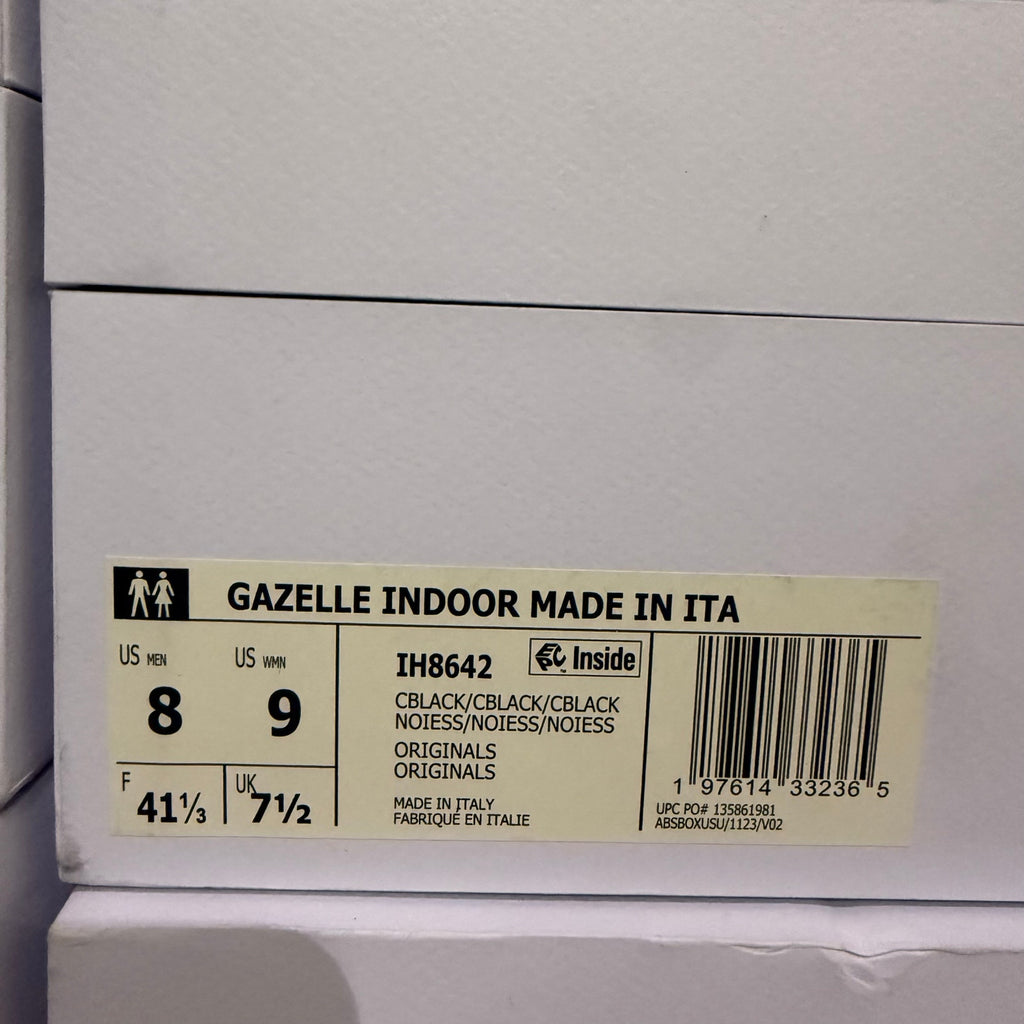 GAZELLE INDOOR MADE IN ITA
US MEN
8
US WMN
9
F
41⅓
UK
7½
IH8642
Inside
CBLACK/CBLACK/CBLACK
NOIESS/NOIESS/NOIESS
ORIGINALS
ORIGINALS
MADE IN ITALY
FABRIQUÉ EN ITALIE
1 97614 33236 5
UPC PO# 135861981
ABSBOXUSU/1123/V02